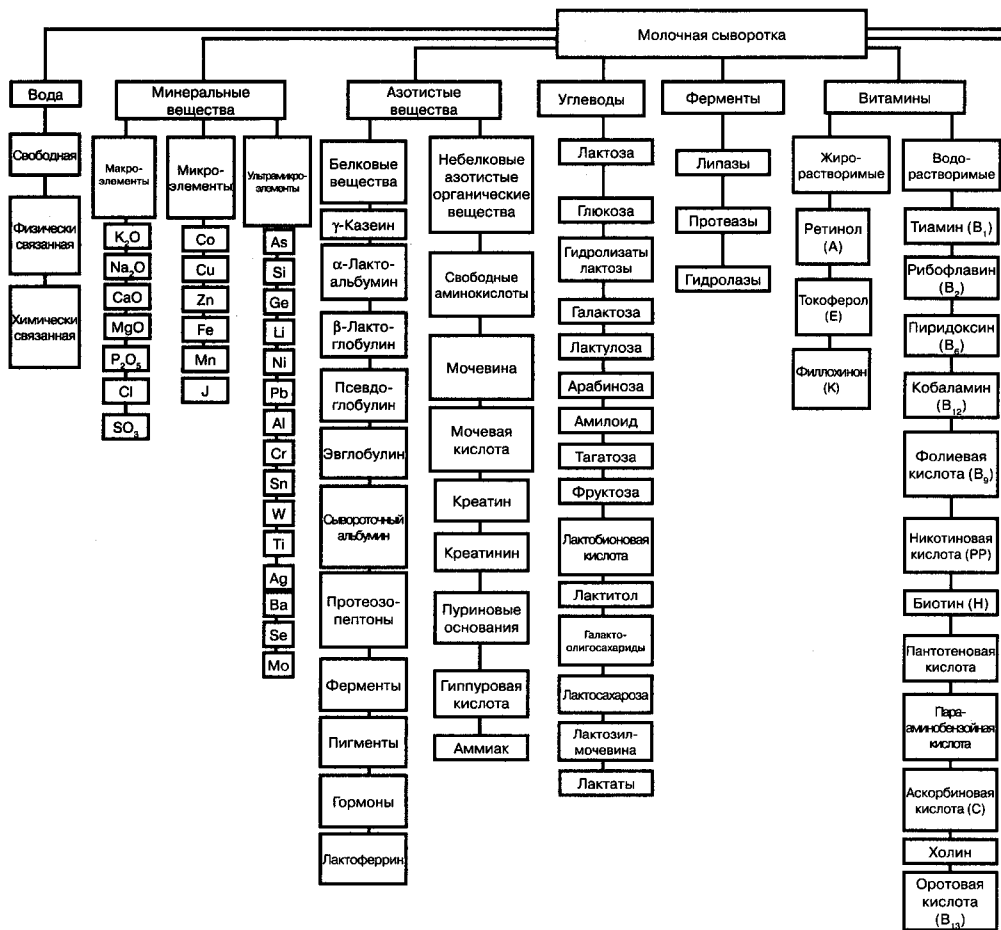 Молочная сыворотка
Вода
Свободная
Физически
связанная
Химически
связанная
Минеральные
вещества
Макро-
элементы
K₂O
Na₂O
CaO
MgO
P₂O₅
Cl
SO₃
Микро-
элементы
Co
Cu
Zn
Fe
Mn
J
Ультрамикро-
элементы
As
Si
Ge
Li
Ni
Pb
Al
Cr
Sn
W
Ti
Ag
Ba
Se
Mo
Азотистые
вещества
Белковые
вещества
γ-Казеин
α-Лакто-
альбумин
β-Лакто-
глобулин
Псевдо-
глобулин
Эвглобулин
Сывороточный
альбумин
Протеозо-
пептоны
Ферменты
Пигменты
Гормоны
Лактоферрин
Небелковые
азотистые
органические
вещества
Свободные
аминокислоты
Мочевина
Мочевая
кислота
Креатин
Креатинин
Пуриновые
основания
Гиппуровая
кислота
Аммиак
Углеводы
Лактоза
Глюкоза
Гидролизаты
лактозы
Галактоза
Лактулоза
Арабиноза
Амилоид
Тагатоза
Фруктоза
Лактобионовая
кислота
Лактитол
Галакто-
олигосахариды
Лактосахароза
Лактозил-
мочевина
Лактаты
Ферменты
Липазы
Протеазы
Гидролазы
Витамины
Жиро-
растворимые
Ретинол
(A)
Токоферол
(E)
Филлохинон
(K)
Водо-
растворимые
Тиамин (B₁)
Рибофлавин
(B₂)
Пиридоксин
(B₆)
Кобаламин
(B₁₂)
Фолиевая
кислота (B₉)
Никотиновая
кислота (PP)
Биотин (H)
Пантотеновая
кислота
Пара-
аминобензойная
кислота
Аскорбиновая
кислота (C)
Холин
Оротовая
кислота
(B₁₃)